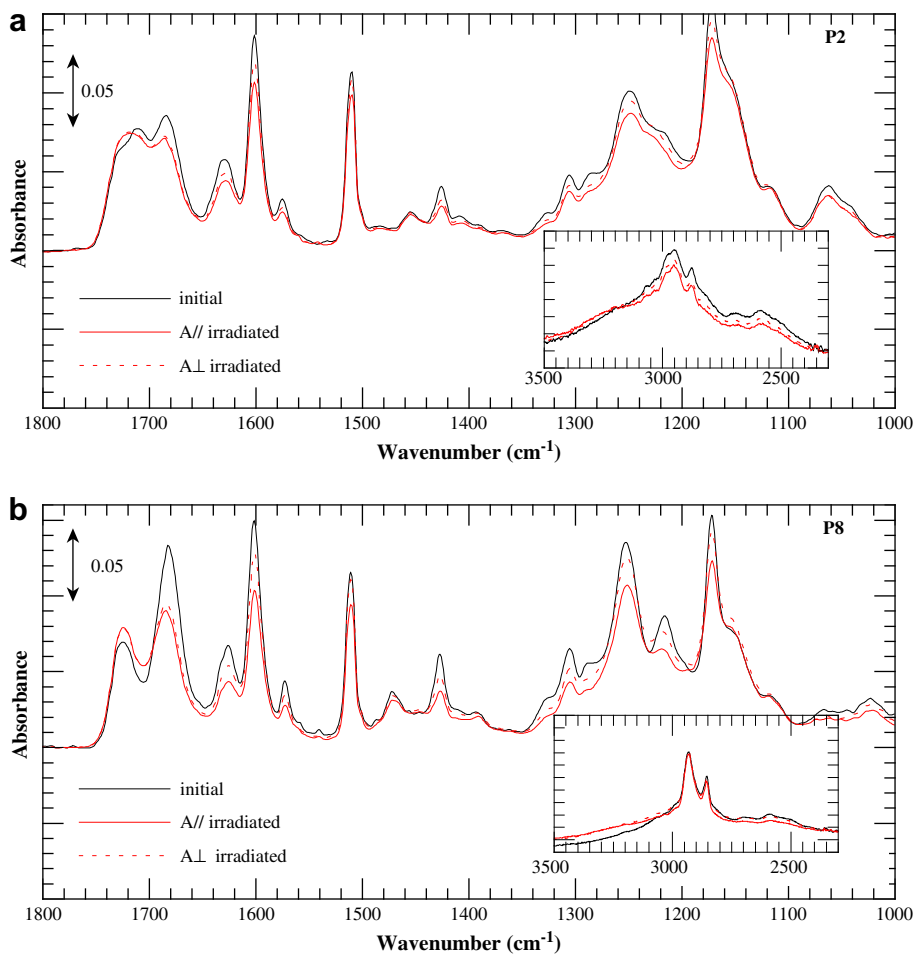 a
P2
0.05
Absorbance
initial
A// irradiated
A⊥ irradiated
3500 3000 2500
1800 1700 1600 1500 1400 1300 1200 1100 1000
Wavenumber (cm-1)
b
P8
0.05
Absorbance
initial
A// irradiated
A⊥ irradiated
3500 3000 2500
1800 1700 1600 1500 1400 1300 1200 1100 1000
Wavenumber (cm-1)